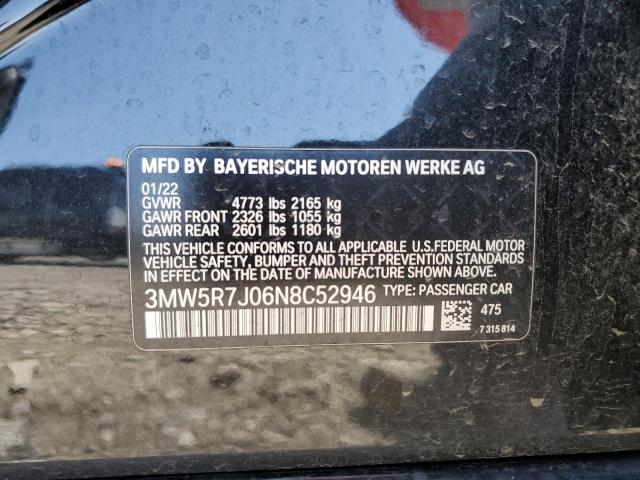 MFD BY BAYERISCHE MOTOREN WERKE AG
01/22
GVWR 4773 lbs 2165 kg
GAWR FRONT 2326 lbs 1055 kg
GAWR REAR 2601 lbs 1180 kg
THIS VEHICLE CONFORMS TO ALL APPLICABLE U.S.FEDERAL MOTOR
VEHICLE SAFETY, BUMPER AND THEFT PREVENTION STANDARDS
IN EFFECT ON THE DATE OF MANUFACTURE SHOWN ABOVE.
3MW5R7J06N8C52946 TYPE: PASSENGER CAR
475
7 315 814